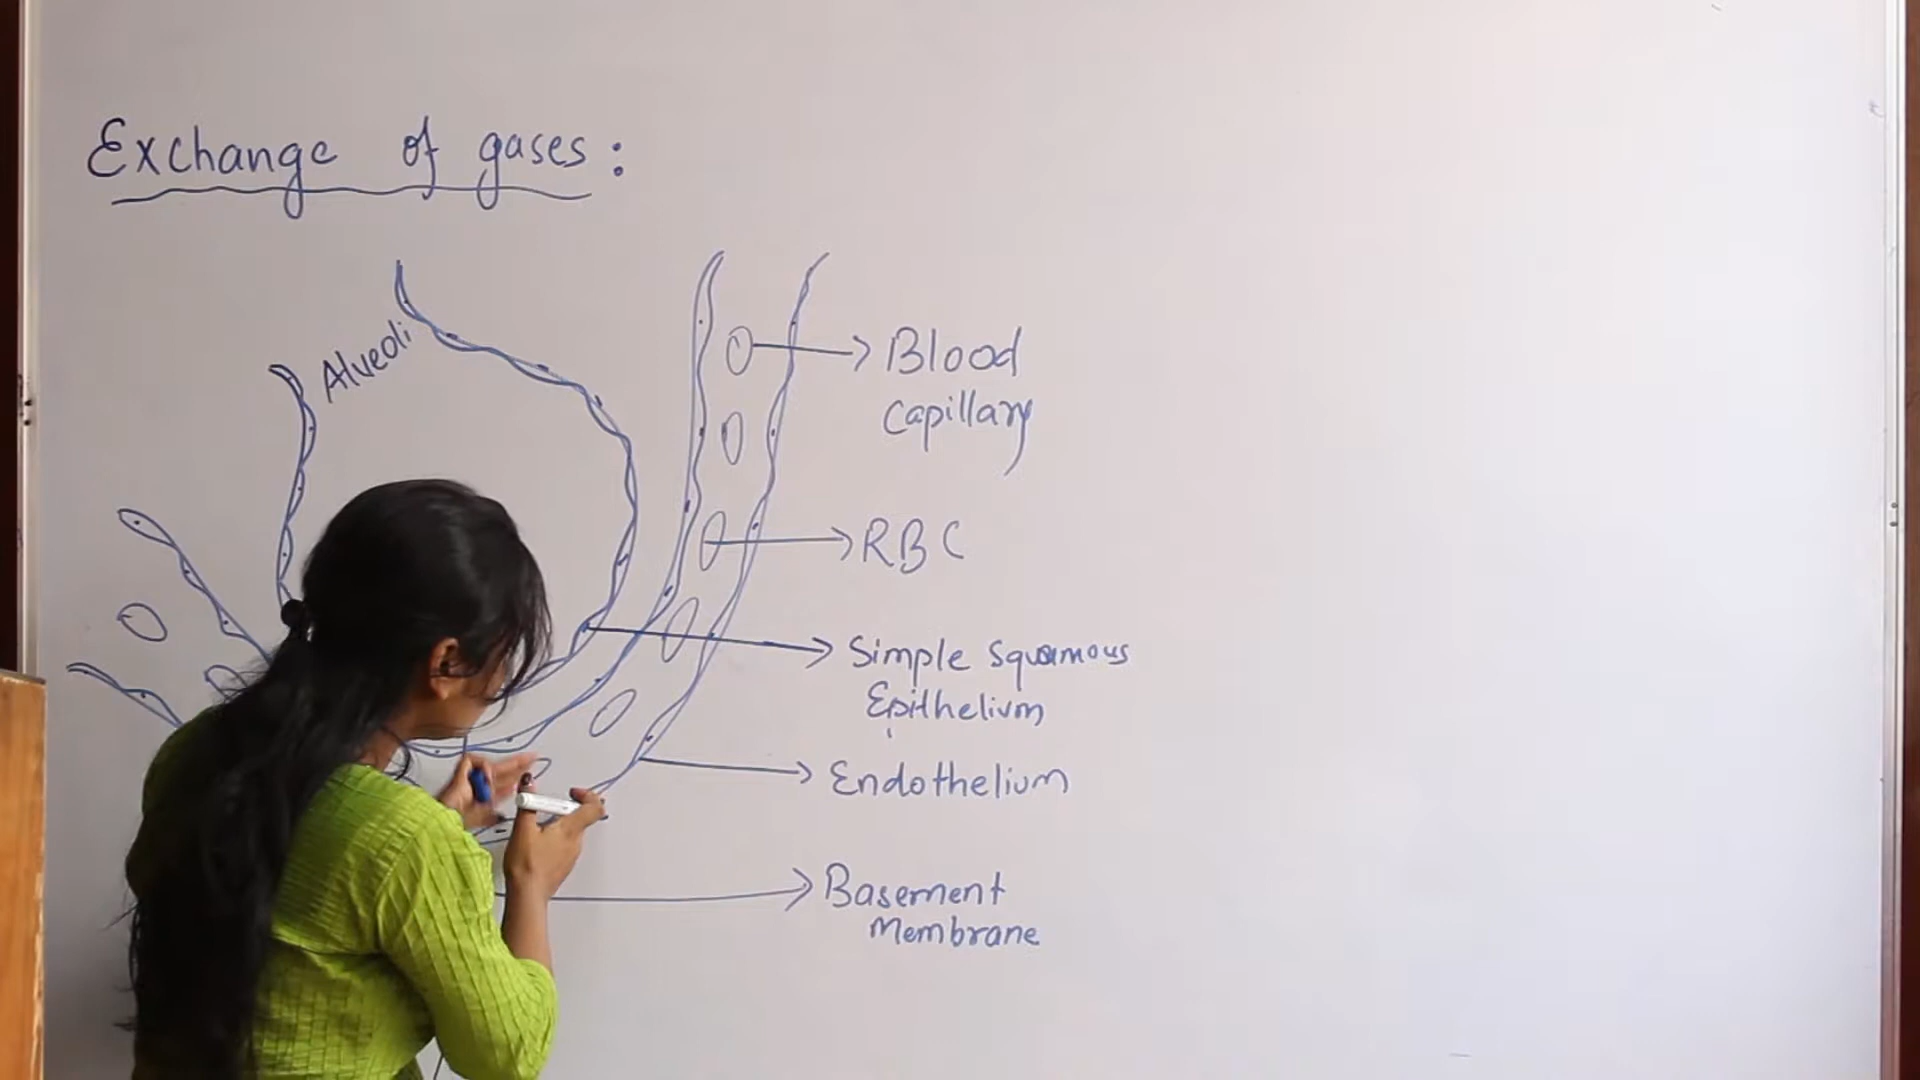 Exchange of gases :
Alveoli
Blood
Capillary
RBC
Simple Squamous
Epithelium
Endothelium
Basement
Membrane